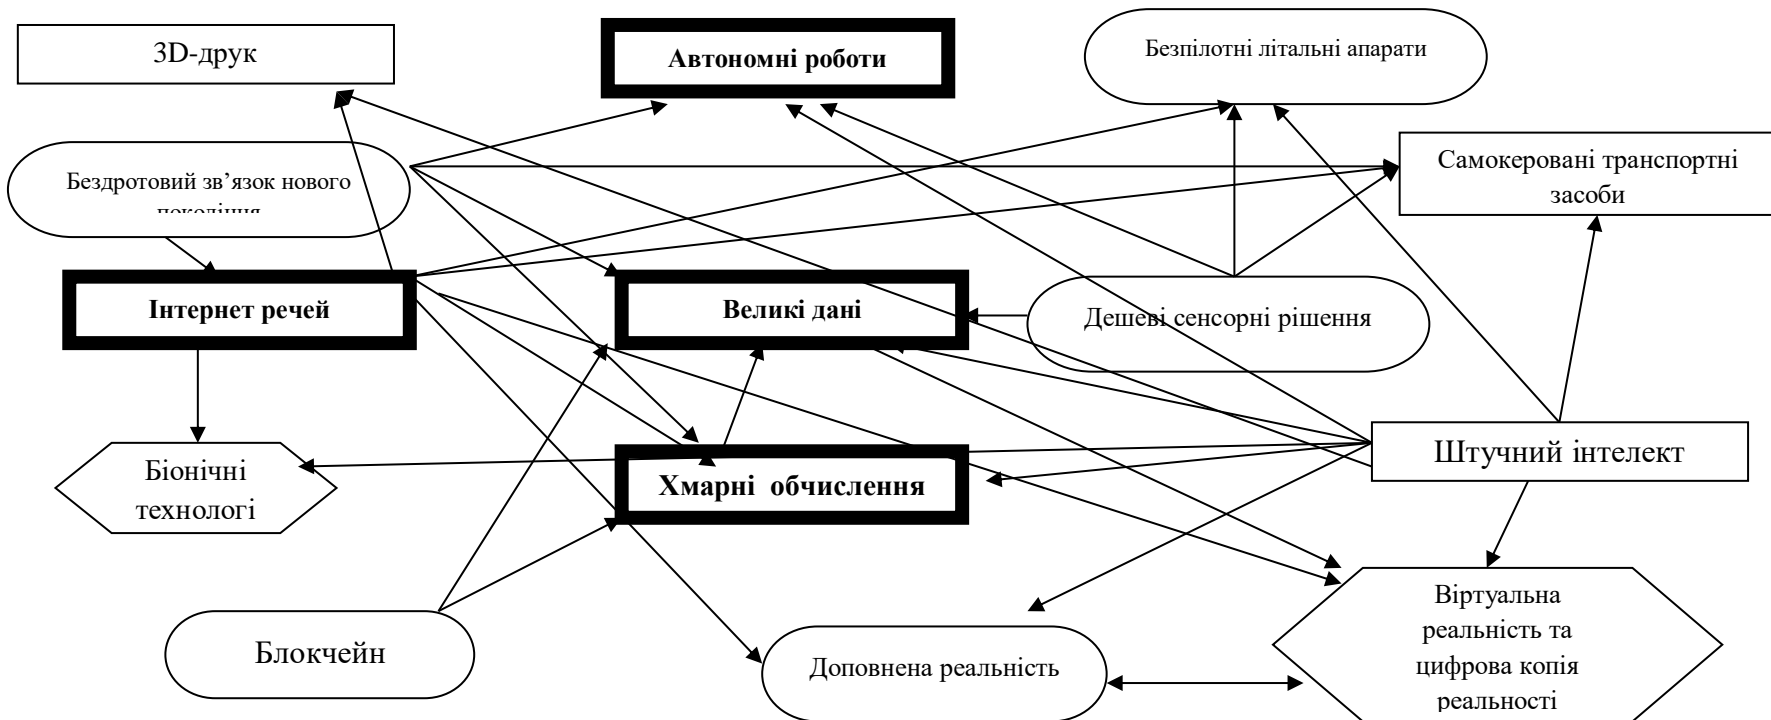 3D-друк
Автономні роботи
Безпілотні літальні апарати
Самокеровані транспортні
засоби
Бездротовий зв’язок нового
покоління
Інтернет речей
Великі дані
Дешеві сенсорні рішення
Біонічні
технологі
Хмарні обчислення
Штучний інтелект
Блокчейн
Доповнена реальність
Віртуальна
реальність та
цифрова копія
реальності